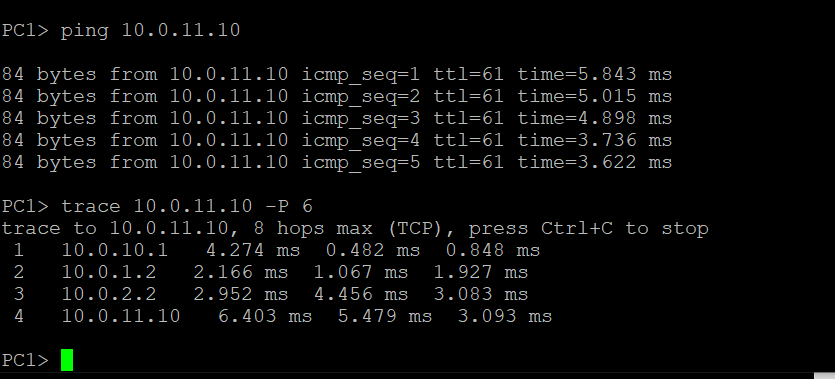 PC1> ping 10.0.11.10
84 bytes from 10.0.11.10 icmp_seq=1 ttl=61 time=5.843 ms
84 bytes from 10.0.11.10 icmp_seq=2 ttl=61 time=5.015 ms
84 bytes from 10.0.11.10 icmp_seq=3 ttl=61 time=4.898 ms
84 bytes from 10.0.11.10 icmp_seq=4 ttl=61 time=3.736 ms
84 bytes from 10.0.11.10 icmp_seq=5 ttl=61 time=3.622 ms
PC1> trace 10.0.11.10 -P 6
trace to 10.0.11.10, 8 hops max (TCP), press Ctrl+C to stop
 1   10.0.10.1   4.274 ms  0.482 ms  0.848 ms
 2   10.0.1.2   2.166 ms  1.067 ms  1.927 ms
 3   10.0.2.2   2.952 ms  4.456 ms  3.083 ms
 4   10.0.11.10   6.403 ms  5.479 ms  3.093 ms
PC1>